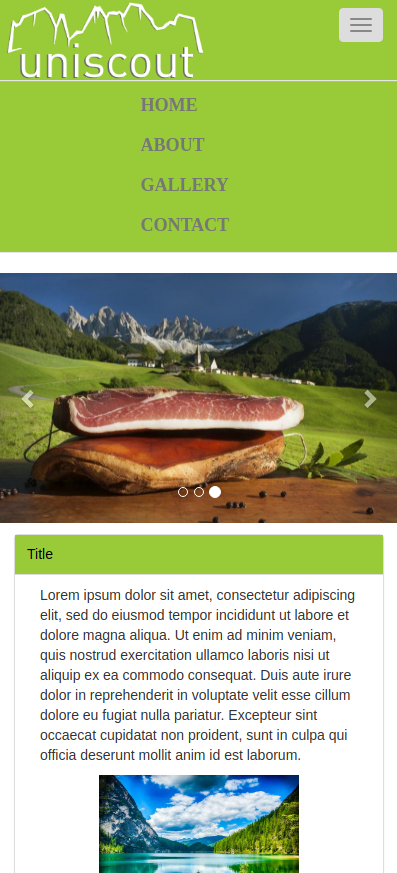 uniscout
HOME
ABOUT
GALLERY
CONTACT
Title
Lorem ipsum dolor sit amet, consectetur adipiscing
elit, sed do eiusmod tempor incididunt ut labore et
dolore magna aliqua. Ut enim ad minim veniam,
quis nostrud exercitation ullamco laboris nisi ut
aliquip ex ea commodo consequat. Duis aute irure
dolor in reprehenderit in voluptate velit esse cillum
dolore eu fugiat nulla pariatur. Excepteur sint
occaecat cupidatat non proident, sunt in culpa qui
officia deserunt mollit anim id est laborum.